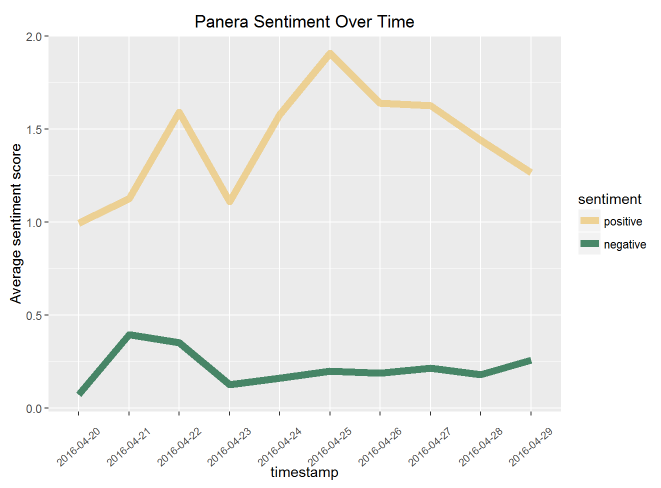 Panera Sentiment Over Time
Average sentiment score
2.0
1.5
1.0
0.5
0.0
2016-04-20
2016-04-21
2016-04-22
2016-04-23
2016-04-24
2016-04-25
2016-04-26
2016-04-27
2016-04-28
2016-04-29
timestamp
sentiment
positive
negative